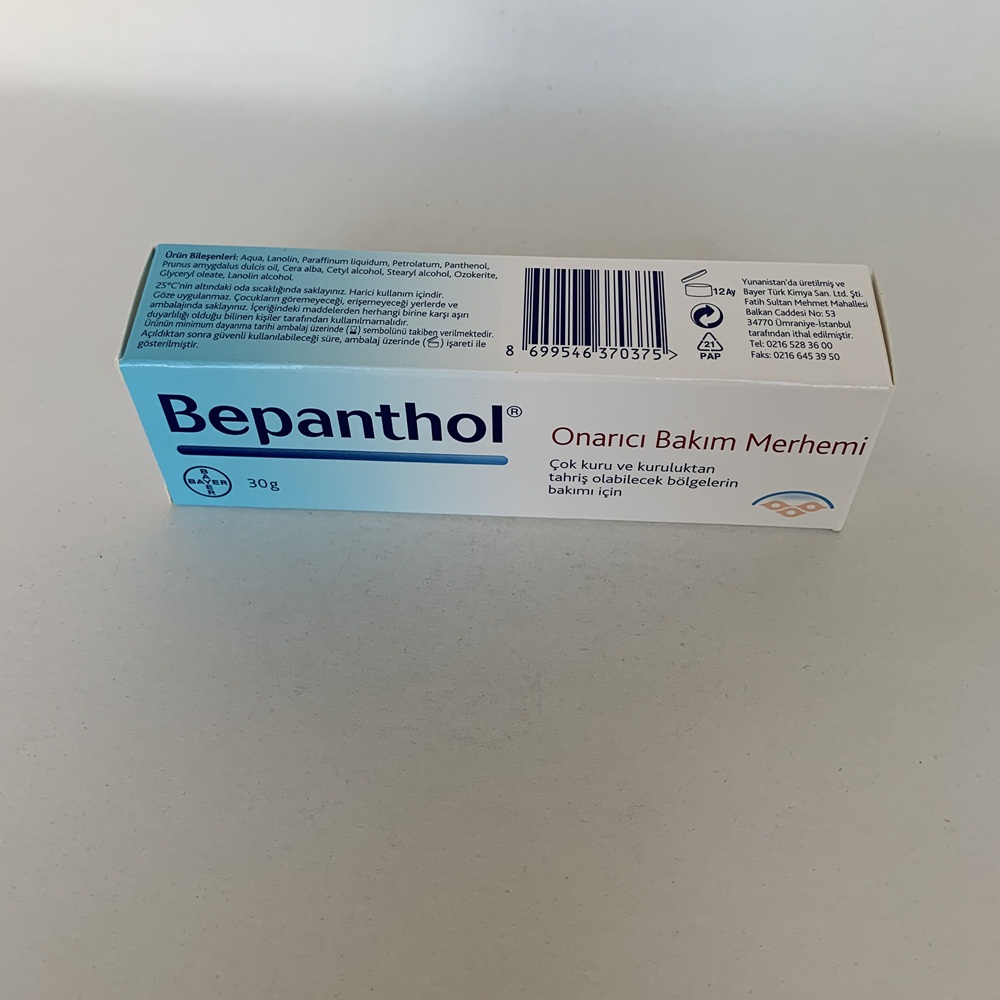 Ürün Bileşenleri: Aqua, Lanolin, Paraffinum liquidum, Petrolatum, Panthenol,
Prunus amygdalus dulcis oil, Cera alba, Cetyl alcohol, Stearyl alcohol, Ozokerite,
Glyceryl oleate, Lanolin alcohol.
25°C'nin altındaki oda sıcaklığında saklayınız. Harici kullanım içindir.
Göze uygulanmaz. Çocukların göremeyeceği, erişemeyeceği yerlerde ve
ambalajında saklayınız. İçeriğindeki maddelerden herhangi birine karşı aşırı
duyarlılığı olduğu bilinen kişiler tarafından kullanılmamalıdır.
Ürünün minimum dayanma tarihi ambalaj üzerinde ( ) sembolünü takiben verilmektedir.
Açıldıktan sonra güvenli kullanılabileceği süre, ambalaj üzerinde ( ) işareti ile
gösterilmiştir.
8 699546 370375 >
12 Ay
21
PAP
Yunanistan'da üretilmiş ve
Bayer Türk Kimya San. Ltd. Şti.
Fatih Sultan Mehmet Mahallesi
Balkan Caddesi No: 53
34770 Ümraniye-İstanbul
tarafından ithal edilmiştir.
Tel: 0216 528 36 00
Faks: 0216 645 39 50
Bepanthol®
BAYER
BAYER
30 g
Onarıcı Bakım Merhemi
Çok kuru ve kuruluktan
tahriş olabilecek bölgelerin
bakımı için